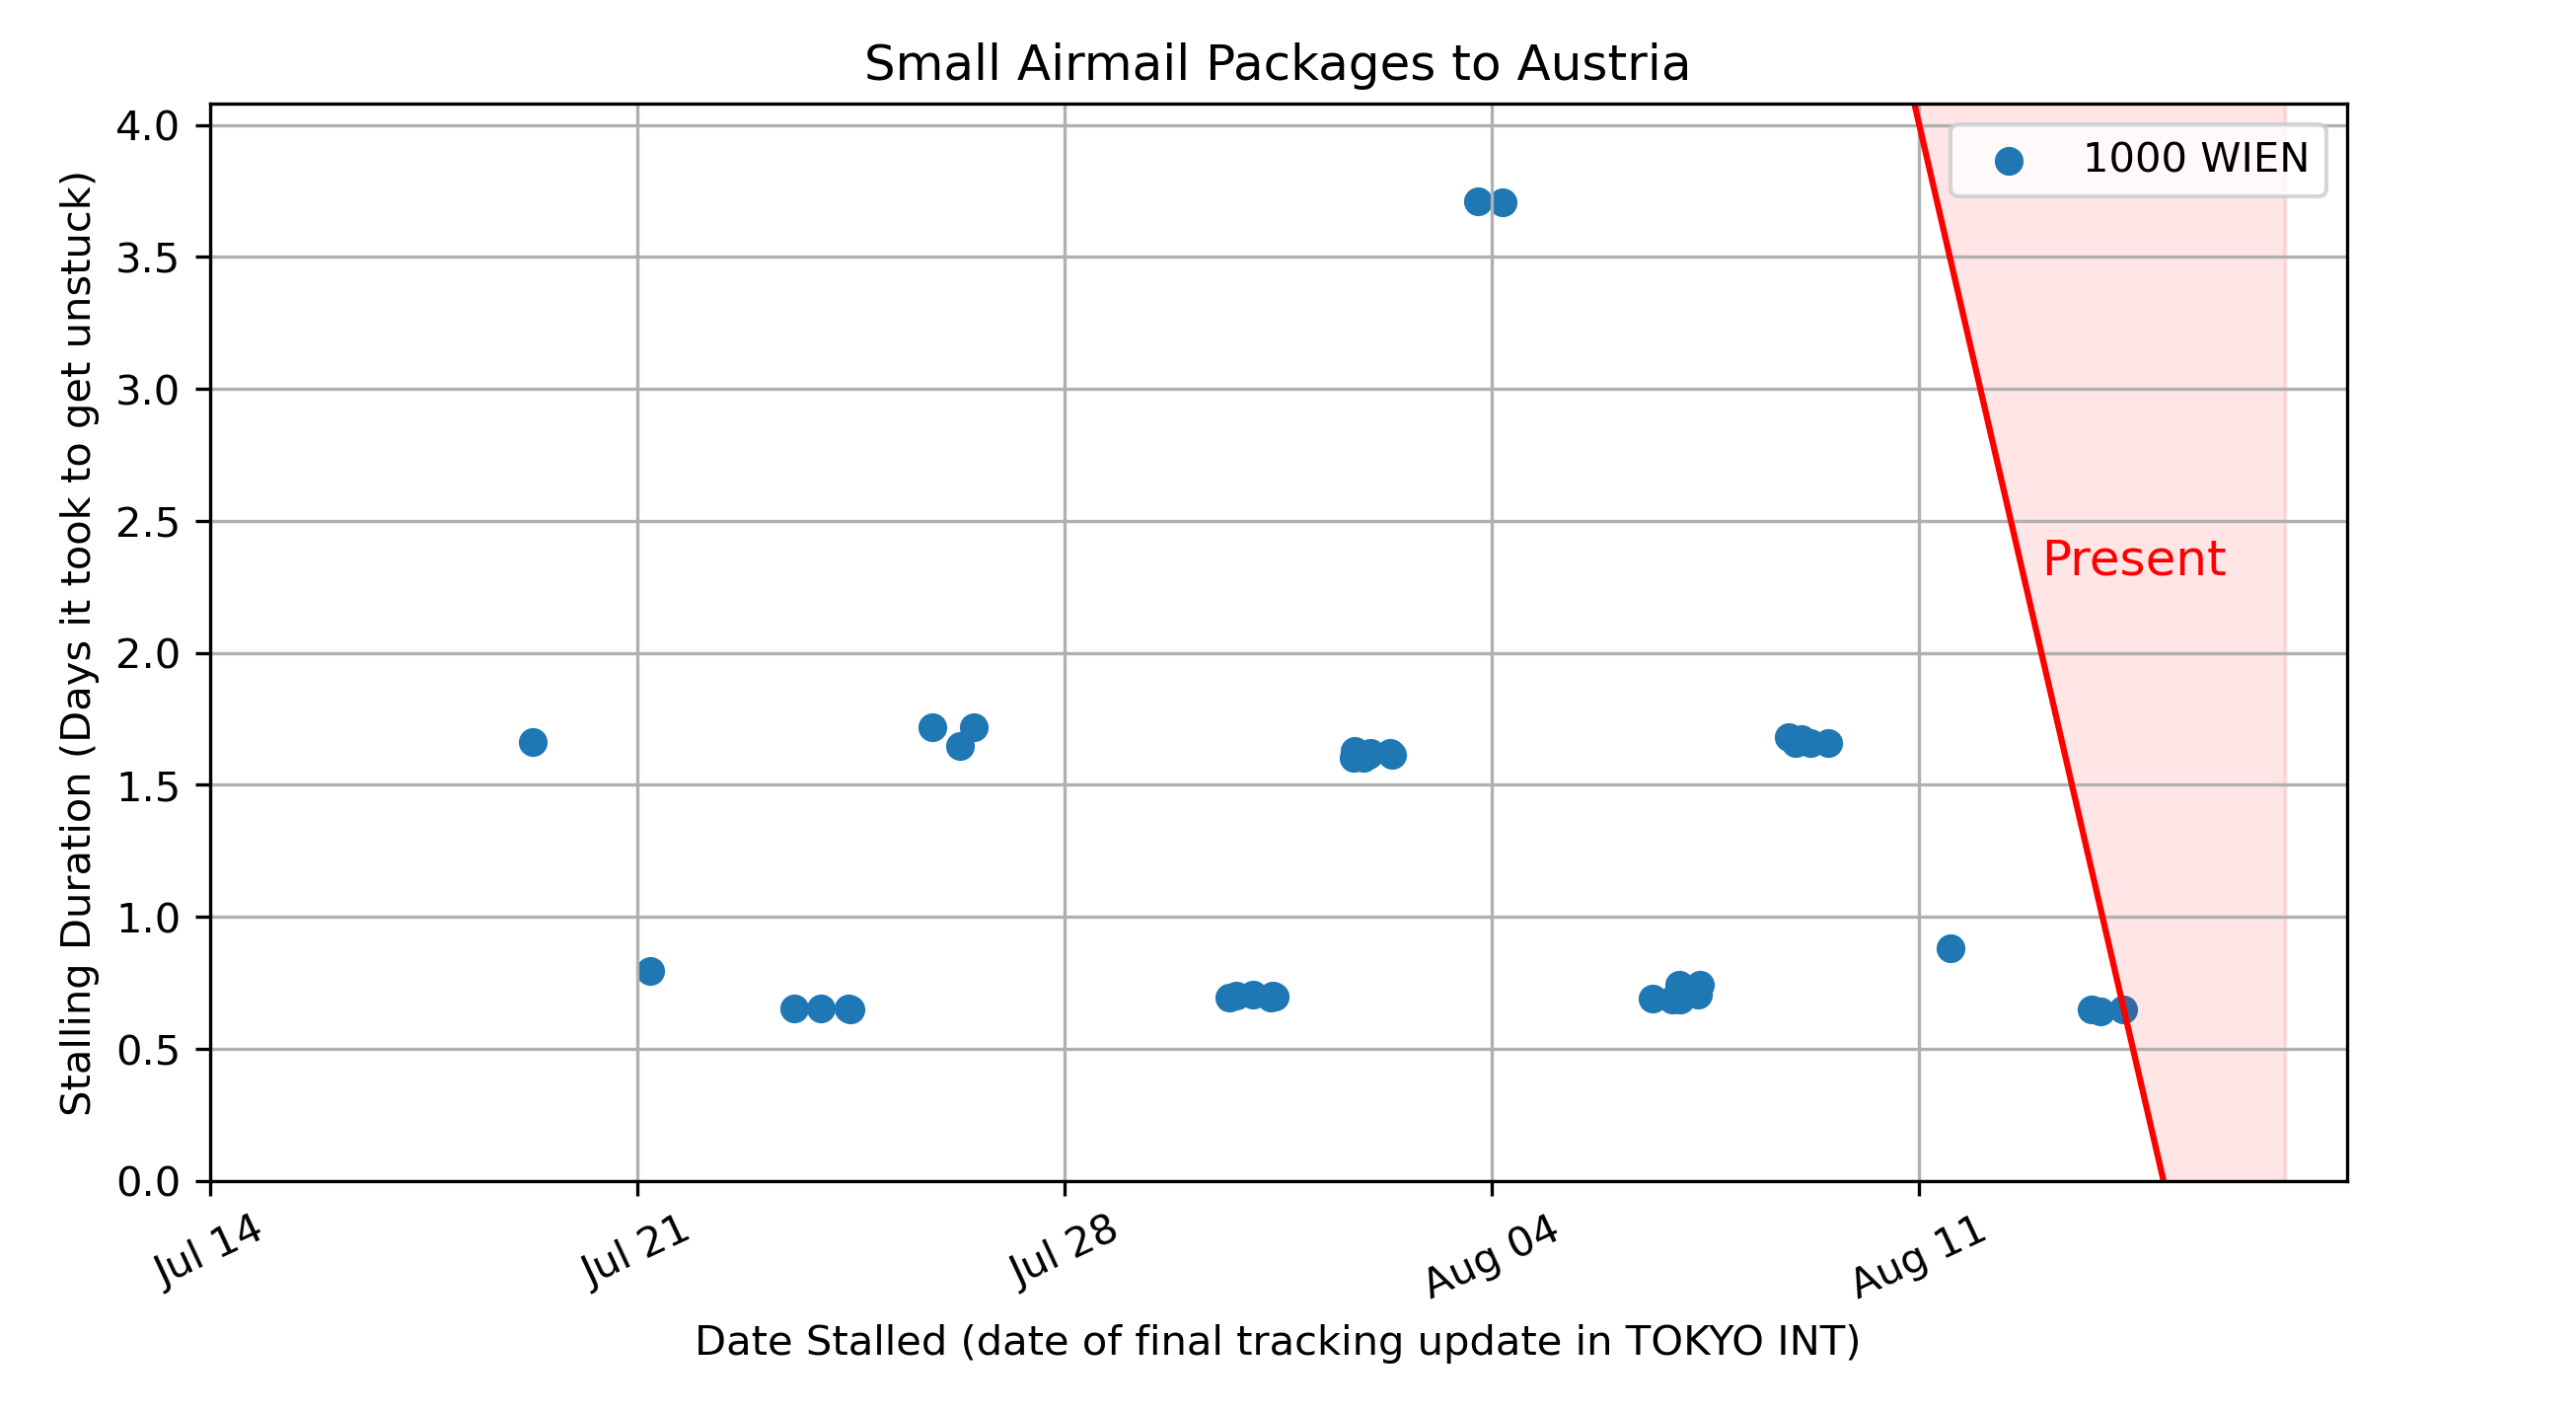 Small Airmail Packages to Austria
Stalling Duration (Days it took to get unstuck)
4.0
3.5
3.0
2.5
2.0
1.5
1.0
0.5
0.0
1000 WIEN
Present
Jul 14
Jul 21
Jul 28
Aug 04
Aug 11
Date Stalled (date of final tracking update in TOKYO INT)